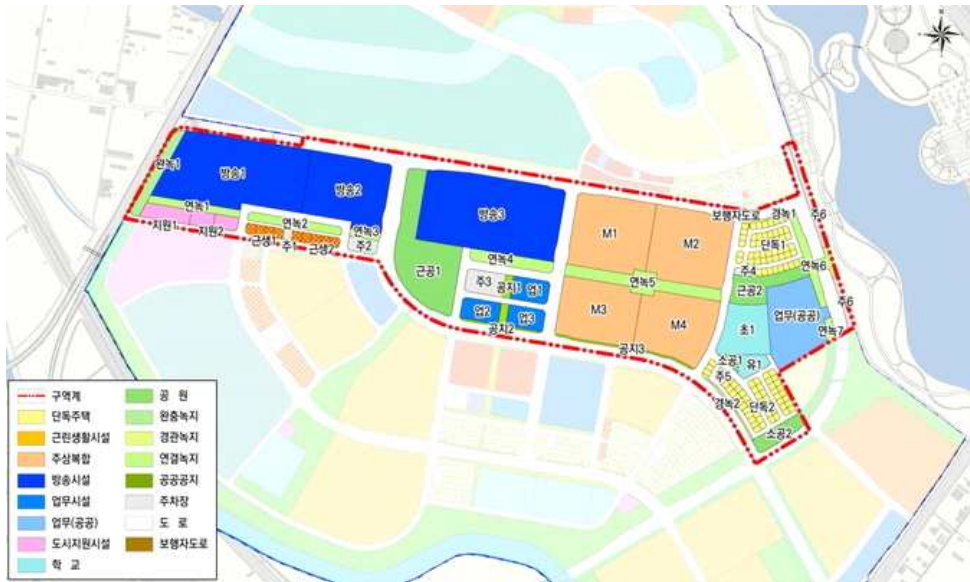 완녹1
방송1
방송2
방송3
연녹1
연녹2
연녹3
연녹4
지원1
지원2
근생1
주1
근생2
주2
근공1
주3
공지1
업1
업2
업3
공지2
M1
M2
연녹5
M3
M4
공지3
보행자도로
경녹1
주6
단독1
주4
연녹6
근공2
주6
업무(공공)
초1
연녹7
소공1
유1
주5
경녹2
단독2
소공2
구역계
단독주택
근린생활시설
주상복합
방송시설
업무시설
업무(공공)
도시지원시설
학 교
공 원
완충녹지
경관녹지
연결녹지
공공공지
주차장
도 로
보행자도로